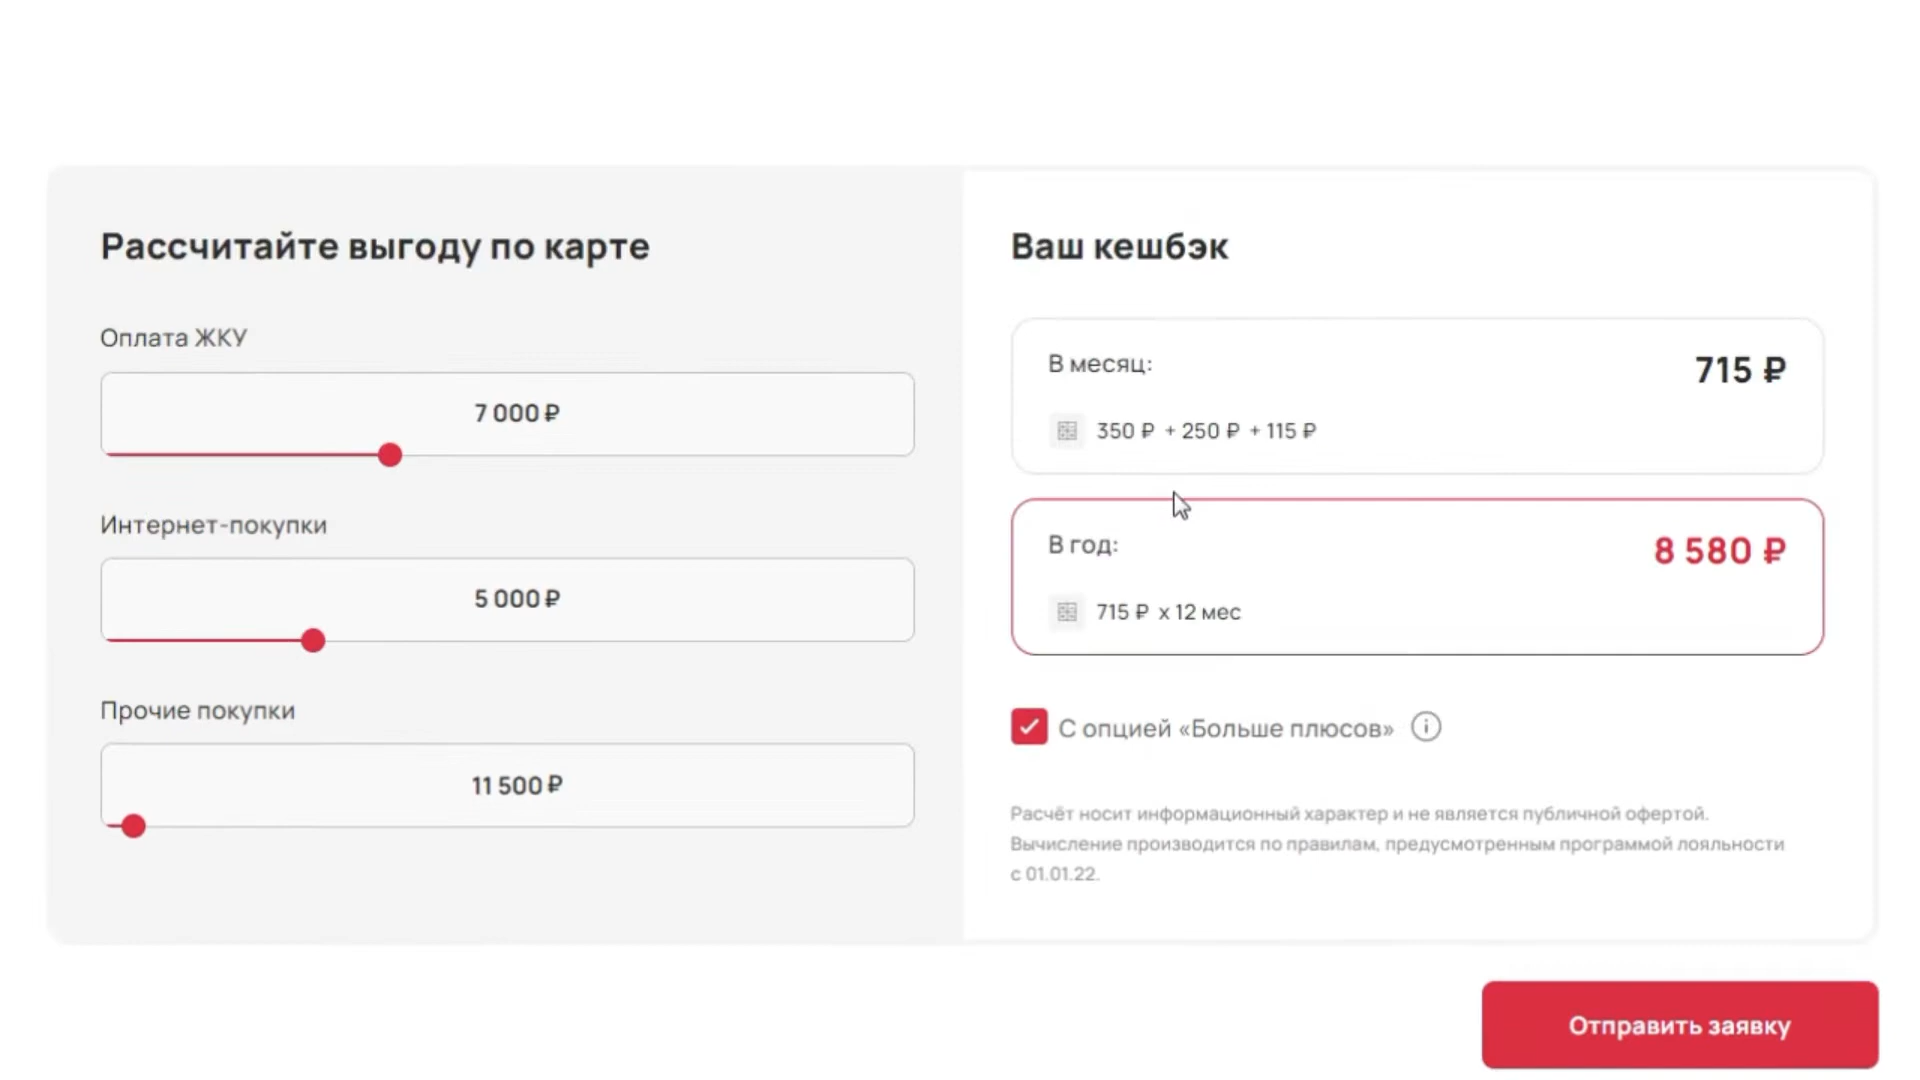 Рассчитайте выгоду по карте
Оплата ЖКУ
7 000 ₽
Интернет-покупки
5 000 ₽
Прочие покупки
11 500 ₽
Ваш кешбэк
В месяц:
715 ₽
350 ₽ + 250 ₽ + 115 ₽
В год:
8 580 ₽
715 ₽ x 12 мес
С опцией «Больше плюсов»
Расчёт носит информационный характер и не является публичной офертой.
Вычисление производится по правилам, предусмотренным программой лояльности
с 01.01.22.
Отправить заявку